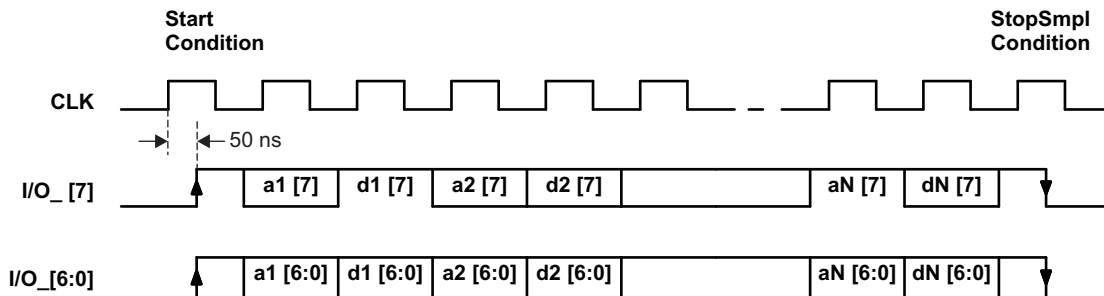 Start
Condition
StopSmpl
Condition
CLK
50 ns
I/O_ [7]
a1 [7] d1 [7] a2 [7] d2 [7] aN [7] dN [7]
I/O_[6:0]
a1 [6:0] d1 [6:0] a2 [6:0] d2 [6:0] aN [6:0] dN [6:0]